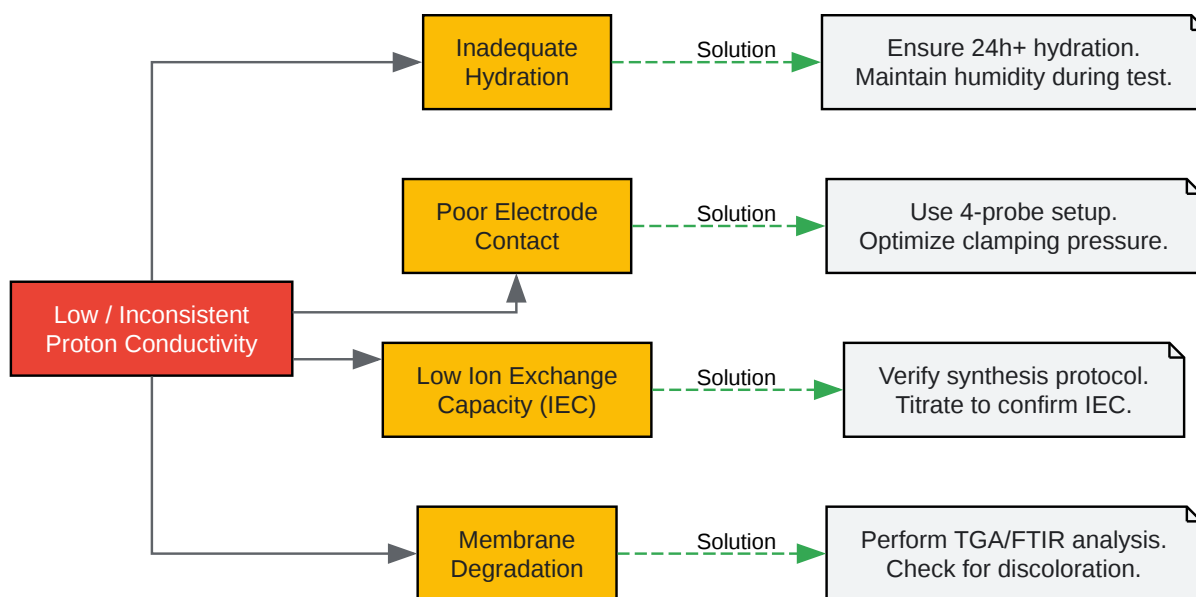 Inadequate
Hydration
Solution
Ensure 24h+ hydration.
Maintain humidity during test.
Poor Electrode
Contact
Solution
Use 4-probe setup.
Optimize clamping pressure.
Low / Inconsistent
Proton Conductivity
Low Ion Exchange
Capacity (IEC)
Solution
Verify synthesis protocol.
Titrate to confirm IEC.
Membrane
Degradation
Solution
Perform TGA/FTIR analysis.
Check for discoloration.